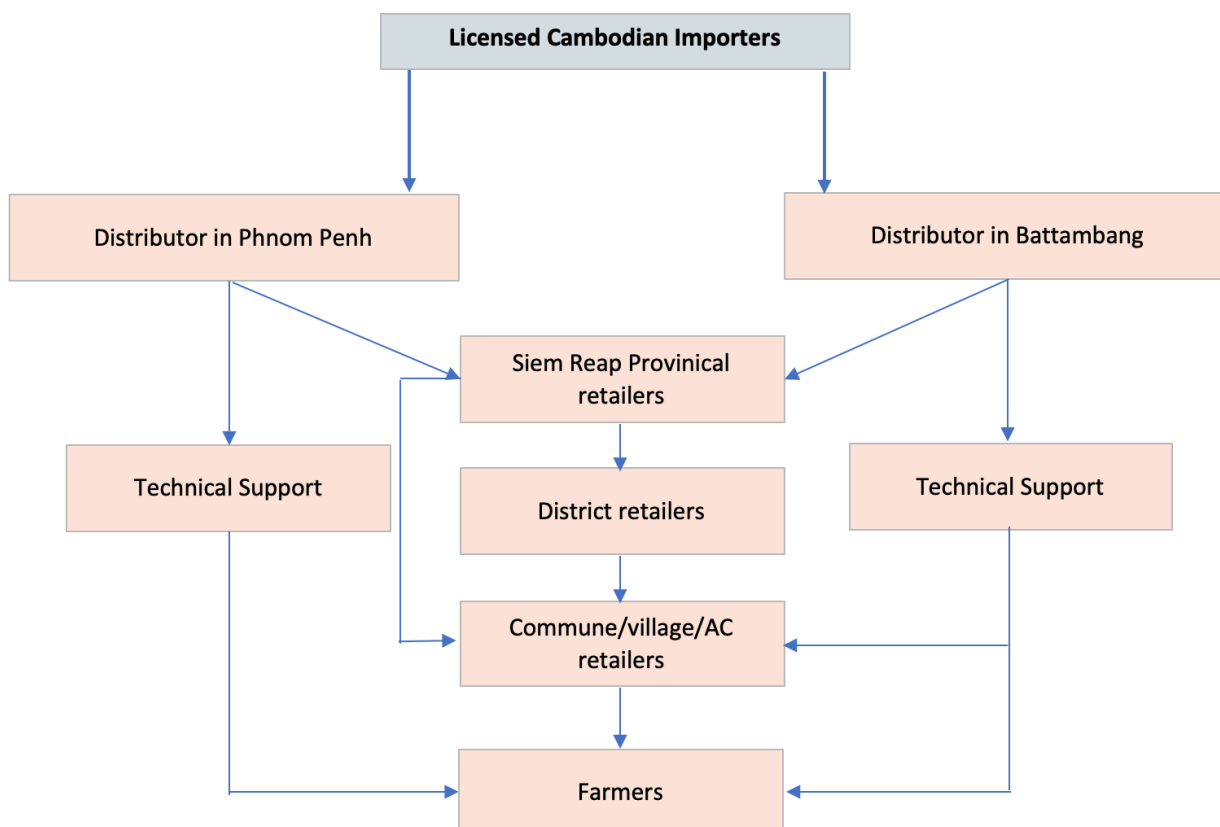 Licensed Cambodian Importers
Distributor in Phnom Penh
Distributor in Battambang
Siem Reap Provinical
retailers
Technical Support
Technical Support
District retailers
Commune/village/AC
retailers
Farmers